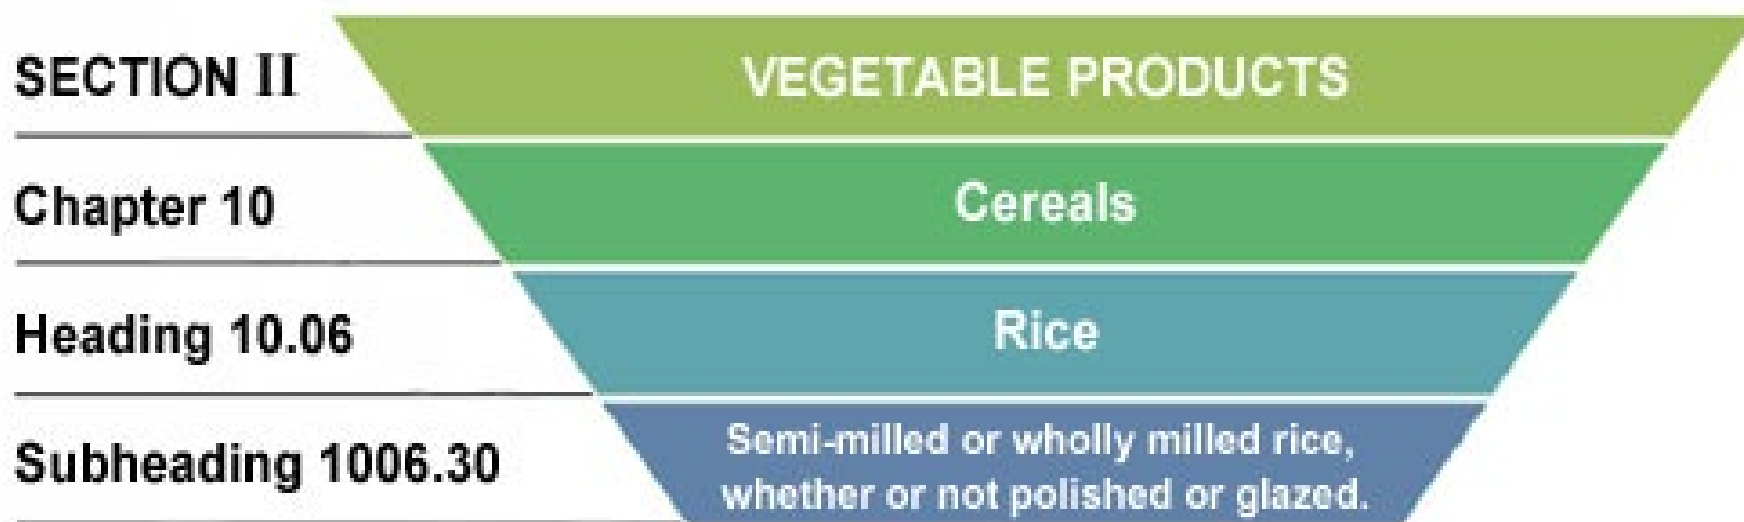 SECTION II
VEGETABLE PRODUCTS
Chapter 10
Cereals
Heading 10.06
Rice
Subheading 1006.30
Semi-milled or wholly milled rice,
whether or not polished or glazed.